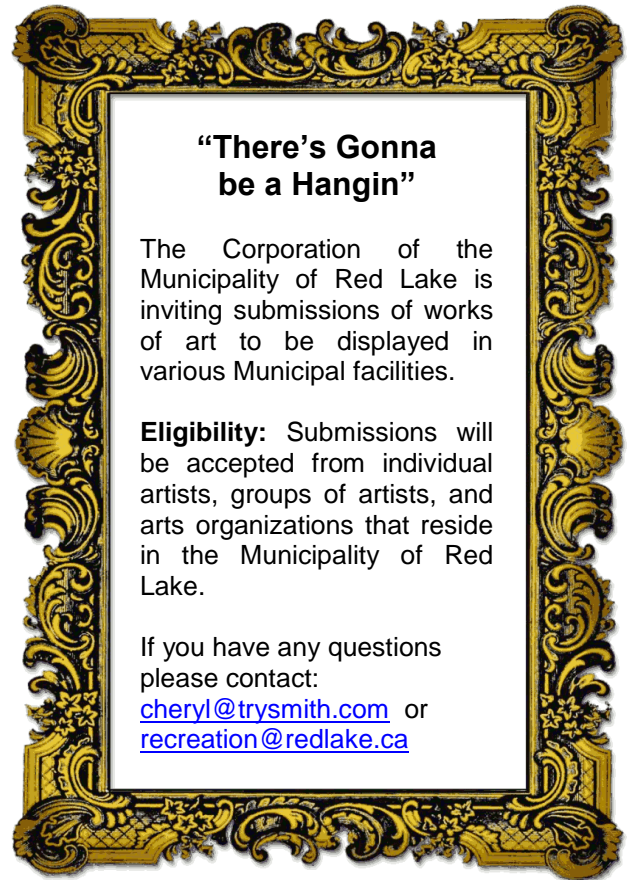 “There’s Gonna
be a Hangin”
The Corporation of the
Municipality of Red Lake is
inviting submissions of works
of art to be displayed in
various Municipal facilities.
Eligibility: Submissions will
be accepted from individual
artists, groups of artists, and
arts organizations that reside
in the Municipality of Red
Lake.
If you have any questions
please contact:
cheryl@trysmith.com or
recreation@redlake.ca